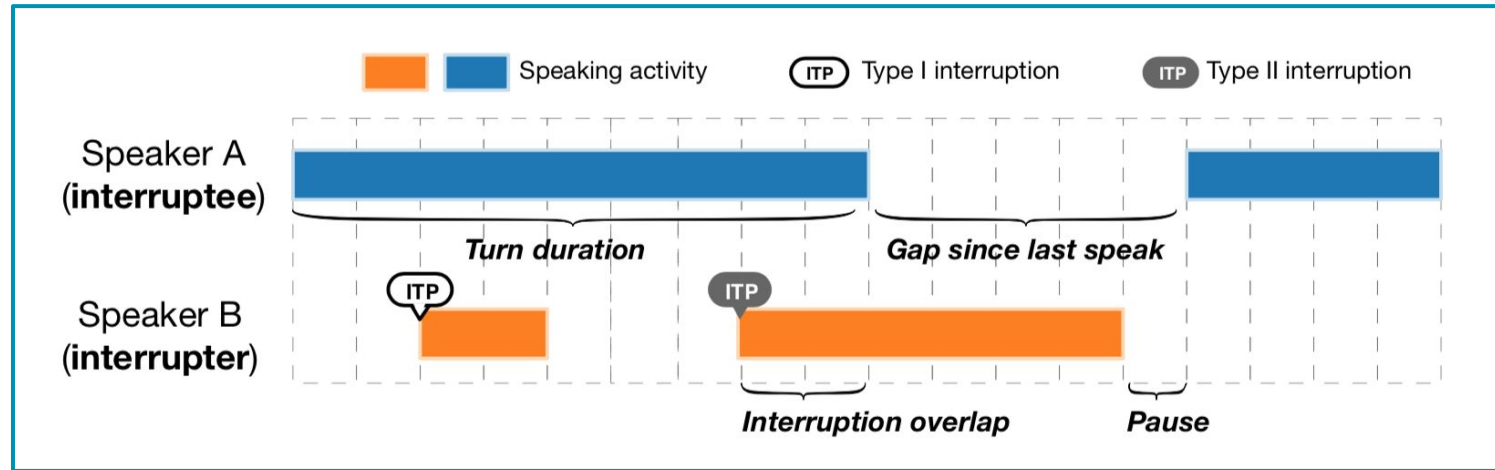 ITP Speaking activity ITP Type I interruption ITP Type II interruption
Speaker A
(interruptee)
Turn duration Gap since last speak
ITP ITP
Speaker B
(interrupter)
Interruption overlap Pause